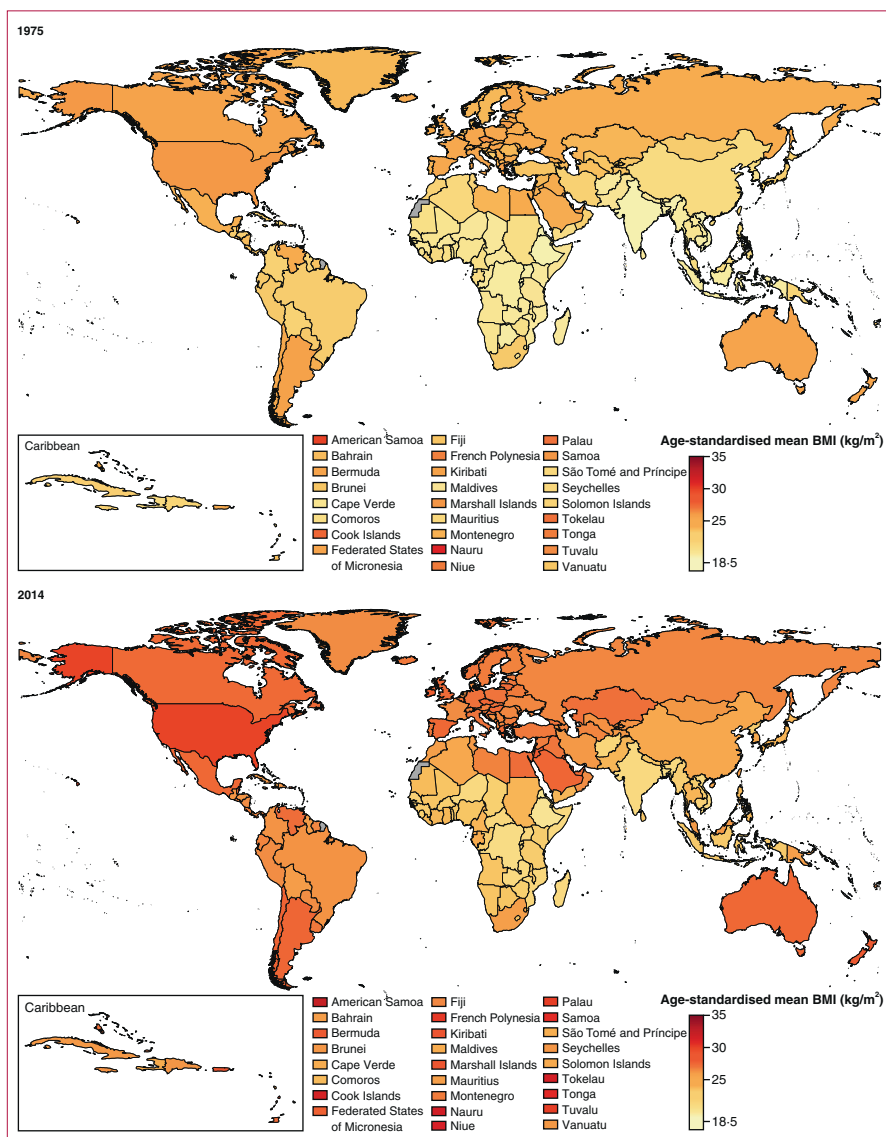 1975
Caribbean
American Samoa
Bahrain
Bermuda
Brunei
Cape Verde
Comoros
Cook Islands
Federated States
of Micronesia
Fiji
French Polynesia
Kiribati
Maldives
Marshall Islands
Mauritius
Montenegro
Nauru
Niue
Palau
Samoa
São Tomé and Príncipe
Seychelles
Solomon Islands
Tokelau
Tonga
Tuvalu
Vanuatu
Age-standardised mean BMI (kg/m²)
35
30
25
18·5
2014
Caribbean
American Samoa
Bahrain
Bermuda
Brunei
Cape Verde
Comoros
Cook Islands
Federated States
of Micronesia
Fiji
French Polynesia
Kiribati
Maldives
Marshall Islands
Mauritius
Montenegro
Nauru
Niue
Palau
Samoa
São Tomé and Príncipe
Seychelles
Solomon Islands
Tokelau
Tonga
Tuvalu
Vanuatu
Age-standardised mean BMI (kg/m²)
35
30
25
18·5